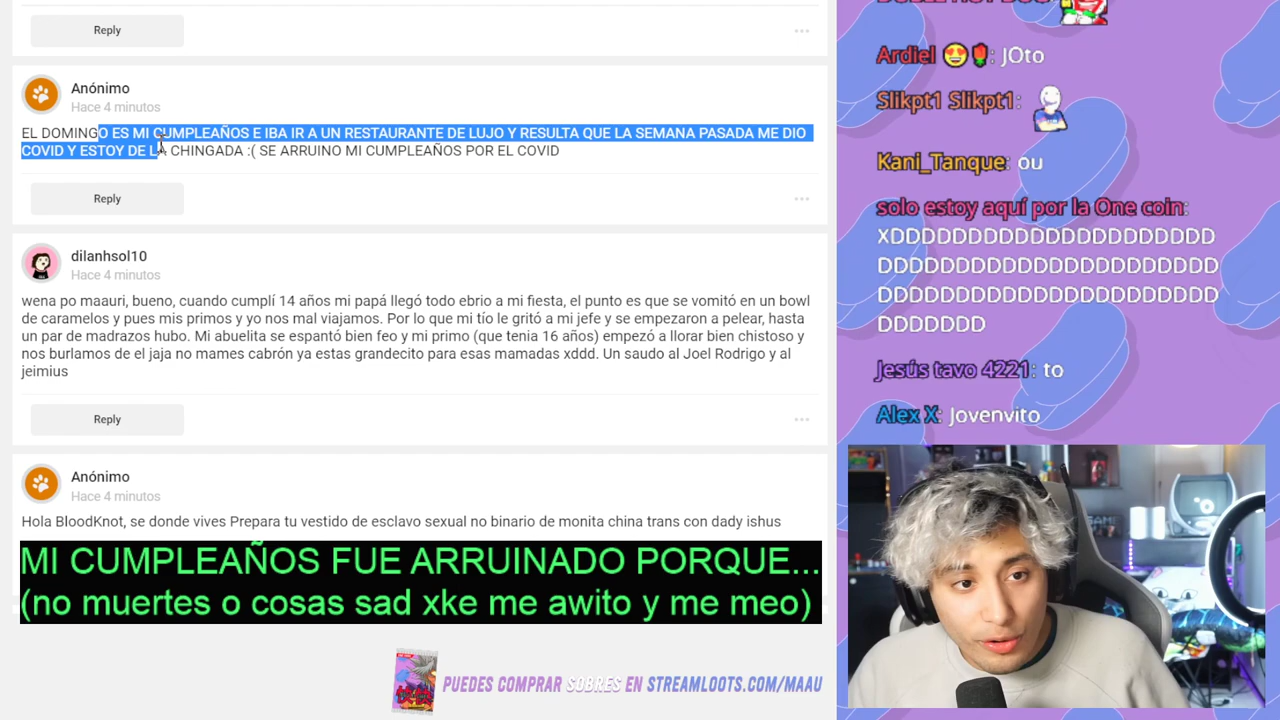 Reply
Anónimo
Hace 4 minutos
EL DOMINGO ES MI CUMPLEAÑOS E IBA IR A UN RESTAURANTE DE LUJO Y RESULTA QUE LA SEMANA PASADA ME DIO
COVID Y ESTOY DE LA CHINGADA :( SE ARRUINO MI CUMPLEAÑOS POR EL COVID
Reply
dilanhsol10
Hace 4 minutos
wena po maauri, bueno, cuando cumplí 14 años mi papá llegó todo ebrio a mi fiesta, el punto es que se vomitó en un bowl
de caramelos y pues mis primos y yo nos mal viajamos. Por lo que mi tío le gritó a mi jefe y se empezaron a pelear, hasta
un par de madrazos hubo. Mi abuelita se espantó bien feo y mi primo (que tenia 16 años) empezó a llorar bien chistoso y
nos burlamos de el jaja no mames cabrón ya estas grandecito para esas mamadas xddd. Un saudo al Joel Rodrigo y al
jeimius
Reply
Anónimo
Hace 4 minutos
Hola BloodKnot, se donde vives Prepara tu vestido de esclavo sexual no binario de monita china trans con dady ishus
MI CUMPLEAÑOS FUE ARRUINADO PORQUE...
(no muertes o cosas sad xke me awito y me meo)
PUEDES COMPRAR SOBRES EN STREAMLOOTS.COM/MAAU
Ardiel 😍🌹: JOto
Slikpt1 Slikpt1:
Kani_Tanque: ou
solo estoy aquí por la One coin:
XDDDDDDDDDDDDDDDDDDDDD
DDDDDDDDDDDDDDDDDDDDDD
DDDDDDDDDDDDDDDDDDDDDD
DDDDDDD
Jesús tavo 4221: to
Alex X: Jovenvito